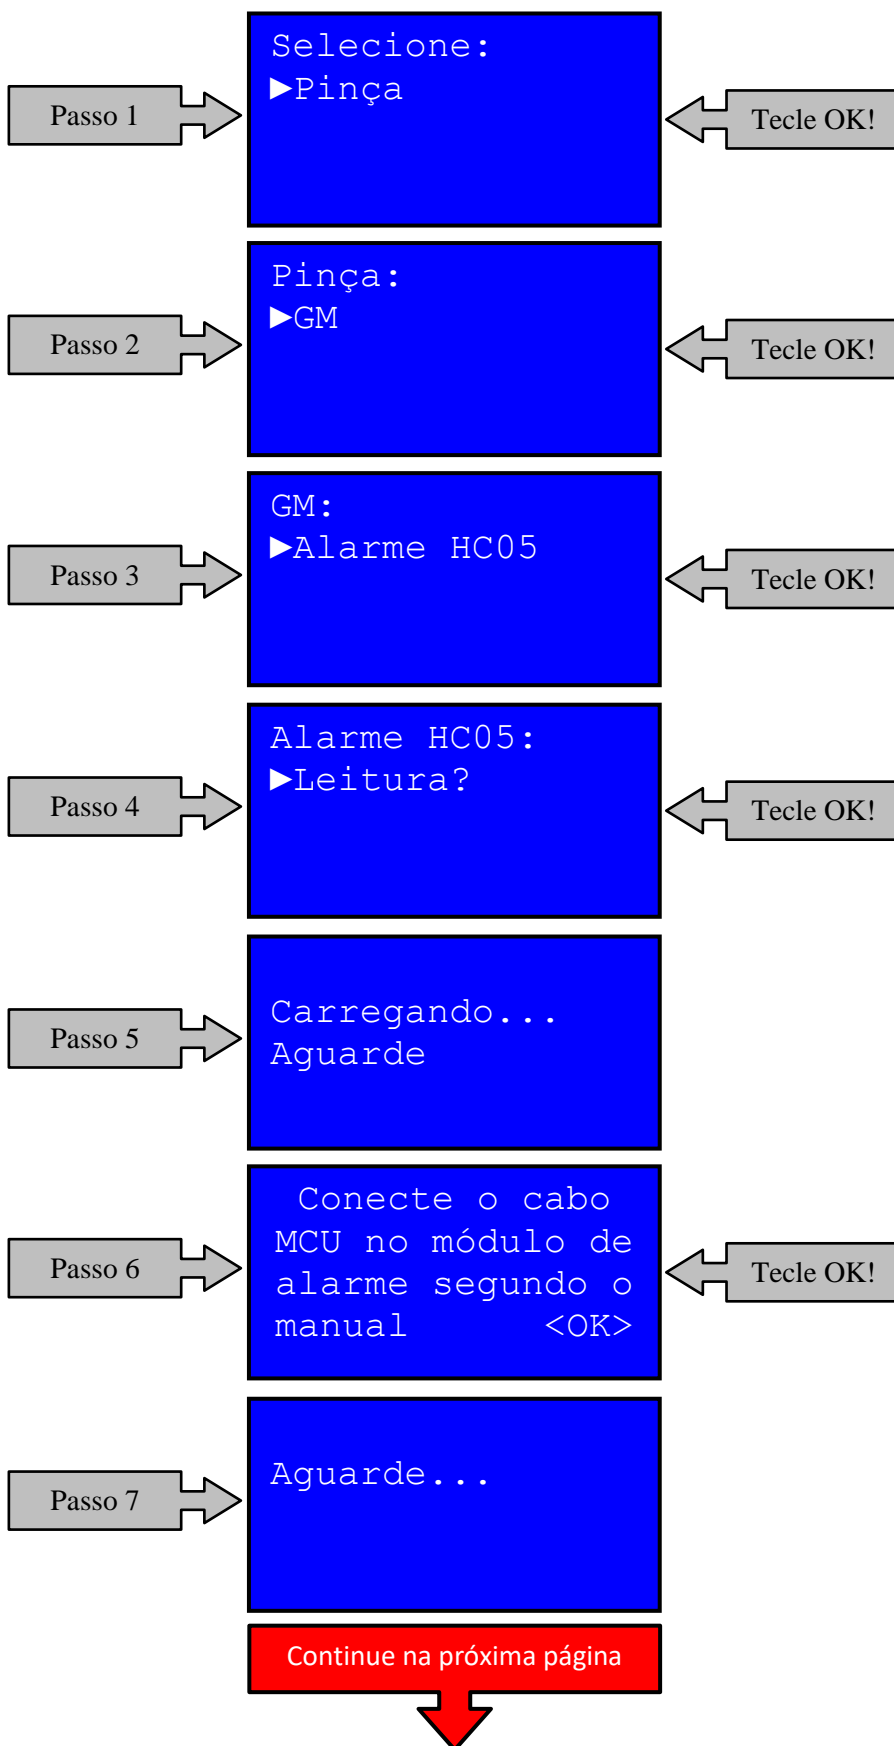 Selecione:
►Pinça
Passo 1
Tecle OK!
Pinça:
►GM
Passo 2
Tecle OK!
GM:
►Alarme HC05
Passo 3
Tecle OK!
Alarme HC05:
►Leitura?
Passo 4
Tecle OK!
Carregando...
Aguarde
Passo 5
Conecte o cabo
MCU no módulo de
alarme segundo o
manual <OK>
Passo 6
Tecle OK!
Aguarde...
Passo 7
Continue na próxima página